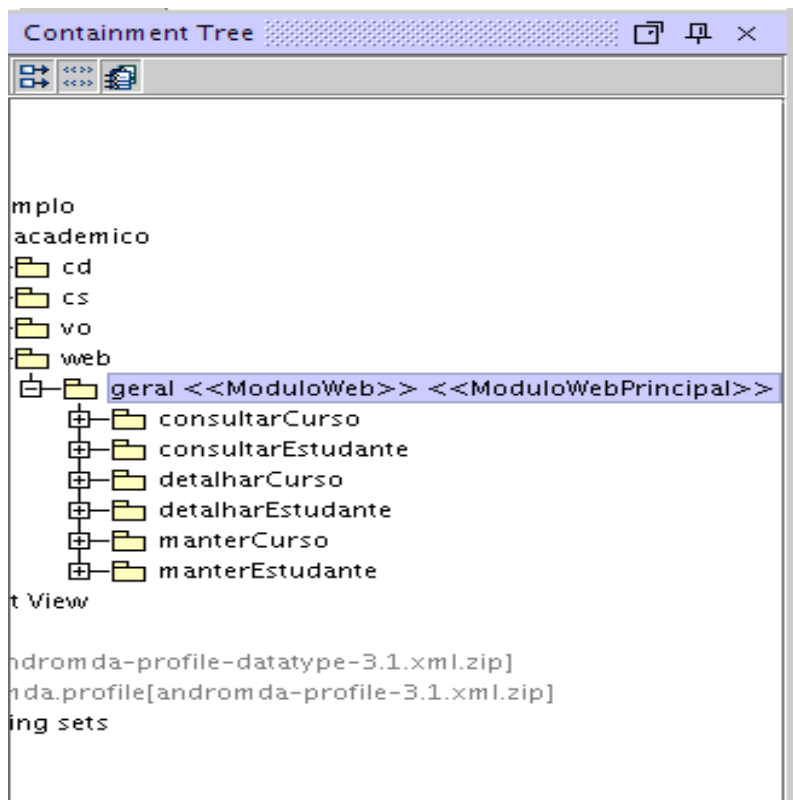 Containment Tree
mplo
academico
cd
cs
vo
web
geral <<ModuloWeb>> <<ModuloWebPrincipal>>
consultarCurso
consultarEstudante
detalharCurso
detalharEstudante
manterCurso
manterEstudante
t View
ndromda-profile-datatype-3.1.xml.zip]
mda.profile[andromda-profile-3.1.xml.zip]
ing sets